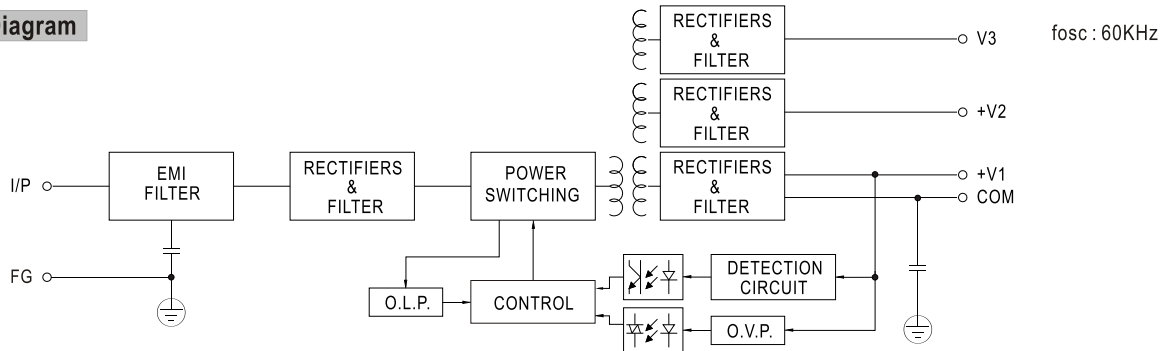 Diagram
RECTIFIERS
&
FILTER
V3
fosc : 60KHz
RECTIFIERS
&
FILTER
+V2
I/P
EMI
FILTER
RECTIFIERS
&
FILTER
POWER
SWITCHING
RECTIFIERS
&
FILTER
+V1
COM
FG
O.L.P.
CONTROL
DETECTION
CIRCUIT
O.V.P.